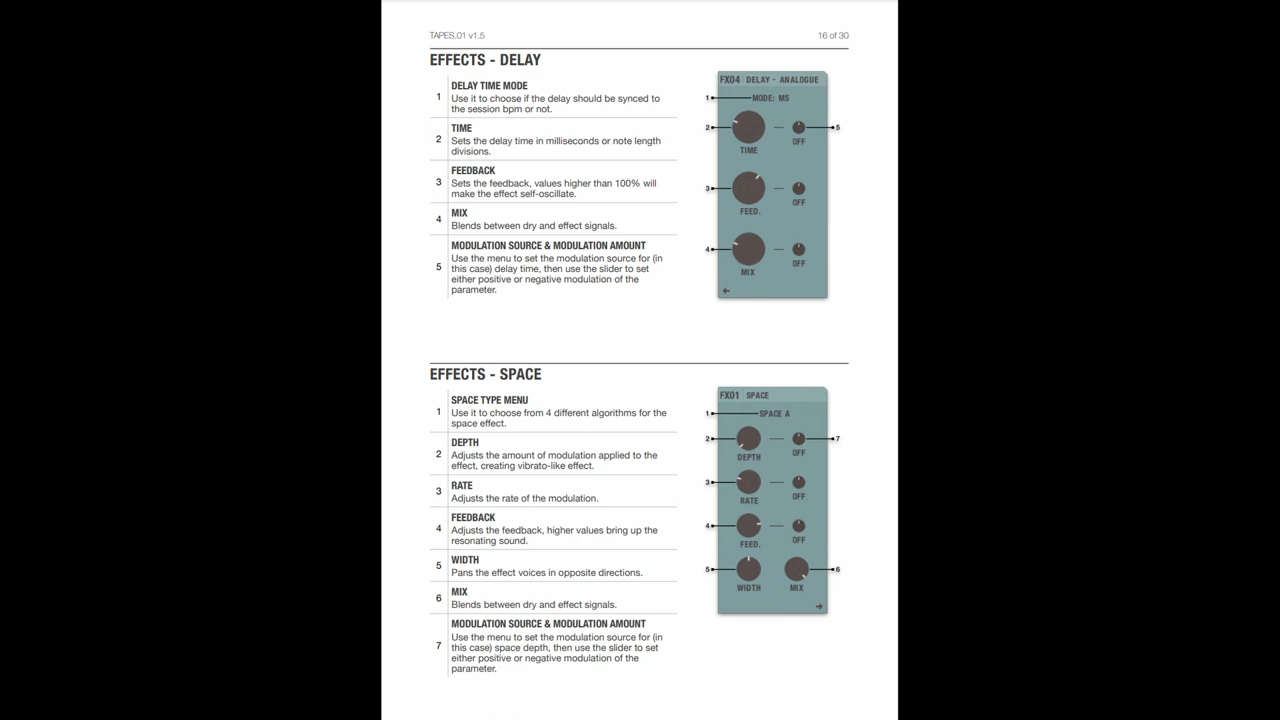 TAPES.01 v1.5
16 of 30
EFFECTS - DELAY
1
DELAY TIME MODE
Use it to choose if the delay should be synced to
the session bpm or not.
2
TIME
Sets the delay time in milliseconds or note length
divisions.
3
FEEDBACK
Sets the feedback, values higher than 100% will
make the effect self-oscillate.
4
MIX
Blends between dry and effect signals.
5
MODULATION SOURCE & MODULATION AMOUNT
Use the menu to set the modulation source for (in
this case) delay time, then use the slider to set
either positive or negative modulation of the
parameter.
FX04 DELAY - ANALOGUE
1 MODE: MS
2 5
OFF
TIME
3
OFF
FEED.
4
OFF
MIX
EFFECTS - SPACE
1
SPACE TYPE MENU
Use it to choose from 4 different algorithms for the
space effect.
2
DEPTH
Adjusts the amount of modulation applied to the
effect, creating vibrato-like effect.
3
RATE
Adjusts the rate of the modulation.
4
FEEDBACK
Adjusts the feedback, higher values bring up the
resonating sound.
5
WIDTH
Pans the effect voices in opposite directions.
6
MIX
Blends between dry and effect signals.
7
MODULATION SOURCE & MODULATION AMOUNT
Use the menu to set the modulation source for (in
this case) space depth, then use the slider to set
either positive or negative modulation of the
parameter.
FX01 SPACE
1 SPACE A
2 7
OFF
DEPTH
3
OFF
RATE
4
OFF
FEED.
5 6
WIDTH MIX